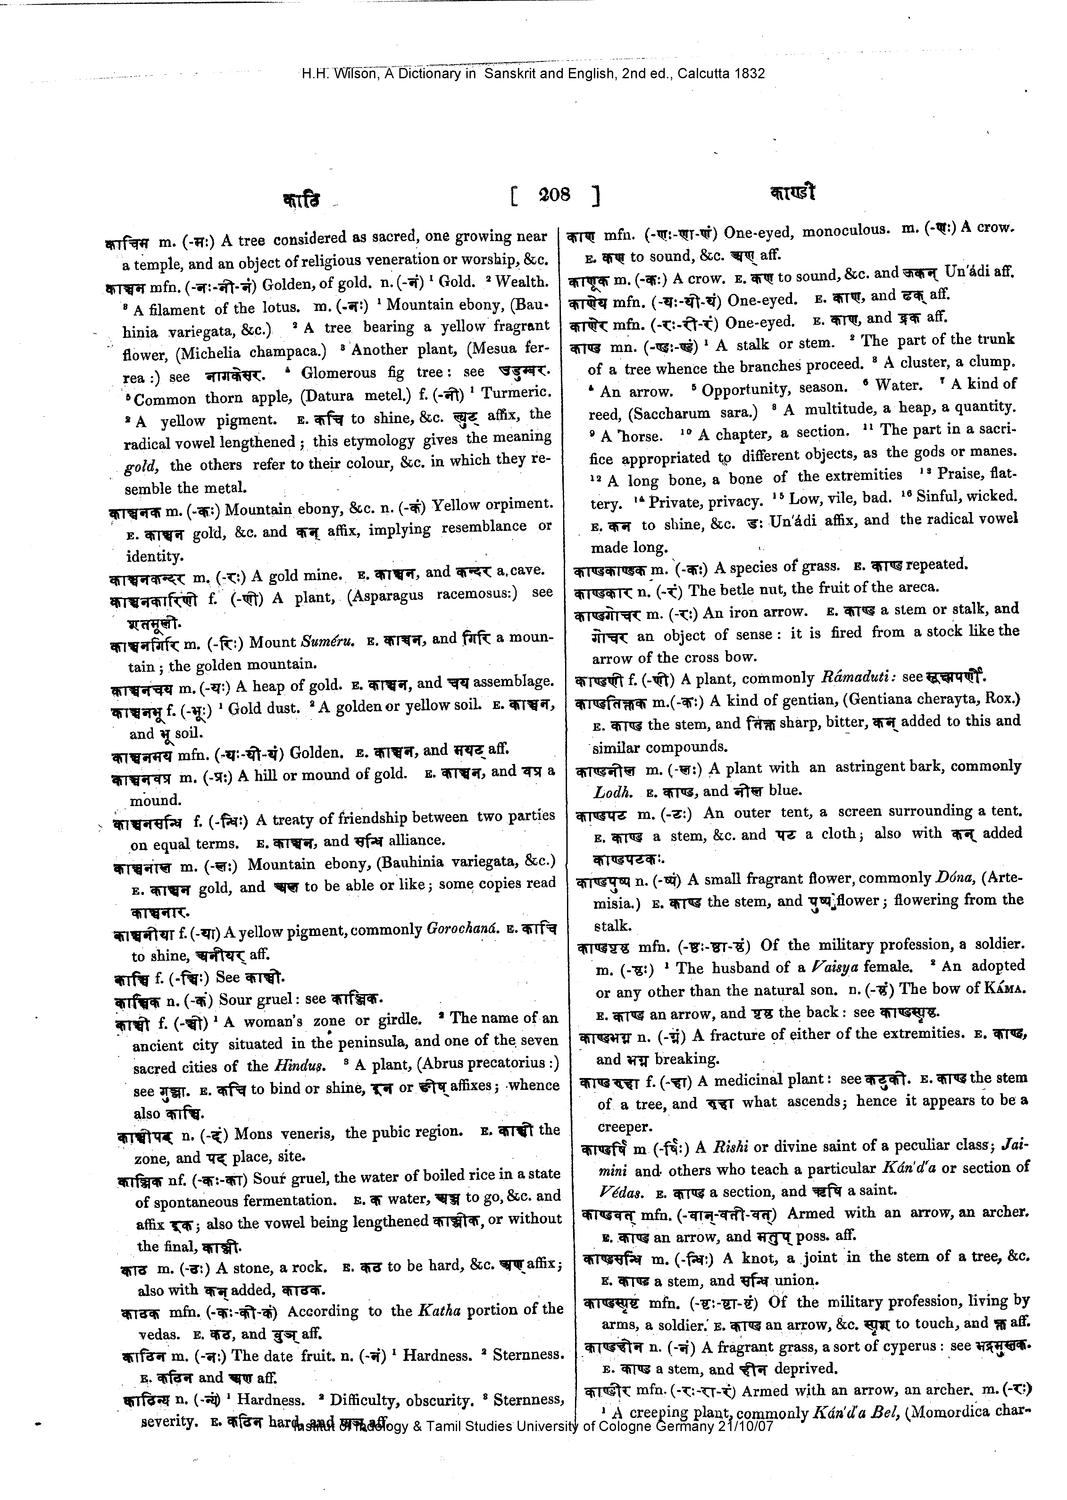 H.H. Wilson, A Dictionary in Sanskrit and English, 2nd ed., Calcutta 1832
काठि [ 208 ] काण्डी
काचिम m. (-मः) A tree considered as sacred, one growing near
a temple, and an object of religious veneration or worship, &c.
काञ्चन mfn. (-नः-नी-नं) Golden, of gold. n. (-नं) ¹ Gold. ² Wealth.
³ A filament of the lotus. m. (-नः) ¹ Mountain ebony, (Bau-
hinia variegata, &c.) ² A tree bearing a yellow fragrant
flower, (Michelia champaca.) ³ Another plant, (Mesua fer-
rea :) see नागकेसर. ⁴ Glomerous fig tree : see उडुम्बर.
⁵ Common thorn apple, (Datura metel.) f. (-नी) ¹ Turmeric.
² A yellow pigment. E. कचि to shine, &c. ल्युट् affix, the
radical vowel lengthened ; this etymology gives the meaning
gold, the others refer to their colour, &c. in which they re-
semble the metal.
काञ्चनक m. (-कः) Mountain ebony, &c. n. (-कं) Yellow orpiment.
E. काञ्चन gold, &c. and कन् affix, implying resemblance or
identity.
काञ्चनकन्दर m. (-रः) A gold mine. E. काञ्चन, and कन्दर a cave.
काञ्चनकारिणी f. (-णी) A plant, (Asparagus racemosus:) see
शतमूली.
काञ्चनगिरि m. (-रिः) Mount Suméru. E. काञ्चन, and गिरि a moun-
tain ; the golden mountain.
काञ्चनचय m. (-यः) A heap of gold. E. काञ्चन, and चय assemblage.
काञ्चनभू f. (-भूः) ¹ Gold dust. ² A golden or yellow soil. E. काञ्चन,
and भू soil.
काञ्चनमय mfn. (-यः-यी-यं) Golden. E. काञ्चन, and मयट् aff.
काञ्चनवप्र m. (-प्रः) A hill or mound of gold. E. काञ्चन, and वप्र a
mound.
काञ्चनसन्धि f. (-न्धिः) A treaty of friendship between two parties
on equal terms. E. काञ्चन, and सन्धि alliance.
काञ्चनाल m. (-लः) Mountain ebony, (Bauhinia variegata, &c.)
E. काञ्चन gold, and अल to be able or like ; some copies read
काञ्चनार.
काञ्चनीया f. (-या) A yellow pigment, commonly Gorochaná. E. काचि
to shine, अनीयर् aff.
काञ्चि f. (-ञ्चिः) See काञ्ची.
काञ्चिक n. (-कं) Sour gruel : see काञ्जिक.
काञ्ची f. (-ञ्ची) ¹ A woman's zone or girdle. ² The name of an
ancient city situated in the peninsula, and one of the seven
sacred cities of the Hindus. ³ A plant, (Abrus precatorius :)
see गुञ्जा. E. कचि to bind or shine, इन् or ङीष् affixes ; whence
also काञ्चि.
काञ्चीपद् n. (-दं) Mons veneris, the pubic region. E. काञ्ची the
zone, and पद् place, site.
काञ्जिक nf. (-कः-का) Sour gruel, the water of boiled rice in a state
of spontaneous fermentation. E. क water, अञ्ज to go, &c. and
affix इक ; also the vowel being lengthened काञ्जीक, or without
the final, काञ्जी.
काठ m. (-ठः) A stone, a rock. E. कठ to be hard, &c. अण् affix ;
also with कन् added, काठक.
काठक mfn. (-कः-की-कं) According to the Katha portion of the
vedas. E. कठ, and वुञ् aff.
काठिन m. (-नः) The date fruit. n. (-नं) ¹ Hardness. ² Sternness.
E. कठिन and अण aff.
काठिन्य n. (-न्यं) ¹ Hardness. ² Difficulty, obscurity. ³ Sternness,
severity. E. कठिन hard, and ष्यञ् aff.
काण mfn. (-णः-णा-णं) One-eyed, monoculous. m. (-णः) A crow.
E. कण to sound, &c. अण aff.
काणूक m. (-कः) A crow. E. कण to sound, &c. and ऊकन् Un'ádi aff.
काणेय mfn. (-यः-यी-यं) One-eyed. E. काण, and ढक् aff.
काणेर mfn. (-रः-री-रं) One-eyed. E. काण, and ढ्रक aff.
काण्ड mn. (-ण्डः-ण्डं) ¹ A stalk or stem. ² The part of the trunk
of a tree whence the branches proceed. ³ A cluster, a clump.
⁴ An arrow. ⁵ Opportunity, season. ⁶ Water. ⁷ A kind of
reed, (Saccharum sara.) ⁸ A multitude, a heap, a quantity.
⁹ A horse. ¹⁰ A chapter, a section. ¹¹ The part in a sacri-
fice appropriated to different objects, as the gods or manes.
¹² A long bone, a bone of the extremities ¹³ Praise, flat-
tery. ¹⁴ Private, privacy. ¹⁵ Low, vile, bad. ¹⁶ Sinful, wicked.
E. कन to shine, &c. डः Un'ádi affix, and the radical vowel
made long.
काण्डकाण्डक m. (-कः) A species of grass. E. काण्ड repeated.
काण्डकार n. (-रं) The betle nut, the fruit of the areca.
काण्डगोचर m. (-रः) An iron arrow. E. काण्ड a stem or stalk, and
गोचर an object of sense : it is fired from a stock like the
arrow of the cross bow.
काण्डणी f. (-णी) A plant, commonly Rámaduti : see सूक्ष्मपर्णी.
काण्डतिक्तक m. (-कः) A kind of gentian, (Gentiana cherayta, Rox.)
E. काण्ड the stem, and तिक्त sharp, bitter, कन् added to this and
similar compounds.
काण्डनील m. (-लः) A plant with an astringent bark, commonly
Lodh. E. काण्ड, and नील blue.
काण्डपट m. (-टः) An outer tent, a screen surrounding a tent.
E. काण्ड a stem, &c. and पट a cloth ; also with कन् added
काण्डपटकः.
काण्डपुष्प n. (-ष्पं) A small fragrant flower, commonly Dóna, (Arte-
misia.) E. काण्ड the stem, and पुष्प flower ; flowering from the
stalk.
काण्डपृष्ठ mfn. (-ष्ठः-ष्ठा-ष्ठं) Of the military profession, a soldier.
m. (-ष्ठः) ¹ The husband of a Vaisya female. ² An adopted
or any other than the natural son. n. (-ष्ठं) The bow of KÁMA.
E. काण्ड an arrow, and पृष्ठ the back : see काण्डस्पृष्ठ.
काण्डभग्न n. (-ग्नं) A fracture of either of the extremities. E. काण्ड,
and भग्न breaking.
काण्डरुहा f. (-हा) A medicinal plant : see कटुकी. E. काण्ड the stem
of a tree, and रुहा what ascends ; hence it appears to be a
creeper.
काण्डर्षि m (-र्षिः) A Rishi or divine saint of a peculiar class ; Jai-
mini and others who teach a particular Kán'd'a or section of
Védas. E. काण्ड a section, and ऋषि a saint.
काण्डवत् mfn. (-वान्-वती-वत्) Armed with an arrow, an archer.
E. काण्ड an arrow, and मतुप् poss. aff.
काण्डसन्धि m. (-न्धिः) A knot, a joint in the stem of a tree, &c.
E. काण्ड a stem, and सन्धि union.
काण्डस्पृष्ठ mfn. (-ष्ठः-ष्ठा-ष्ठं) Of the military profession, living by
arms, a soldier. E. काण्ड an arrow, &c. स्पृश to touch, and क्त aff.
काण्डहीन n. (-नं) A fragrant grass, a sort of cyperus : see भद्रमुस्तक.
E. काण्ड a stem, and हीन deprived.
काण्डीर mfn. (-रः-रा-रं) Armed with an arrow, an archer. m. (-रः)
¹ A creeping plant, commonly Kán'd'a Bel, (Momordica char-
Institut of Indology & Tamil Studies University of Cologne Germany 21/10/07